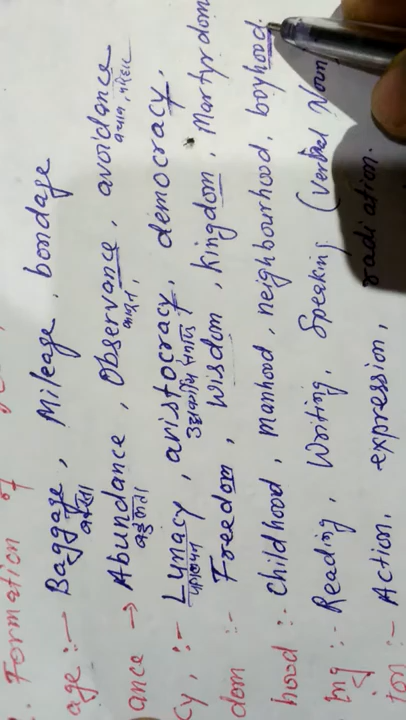 . Formation of
age :- Baggage, Mileage, bondage
ance → Abundance, Observance, avoidance
cy, :- Lunacy, aristocracy, democracy,
पागलपन
dom :- Freedom, Wisdom, kingdom, Martyrdom
hood :- Childhood, manhood, neighbourhood, boyhood.
ing :- Reading, Writing, Speaking (Verbal Noun
ion :- Action, expression, radiation.